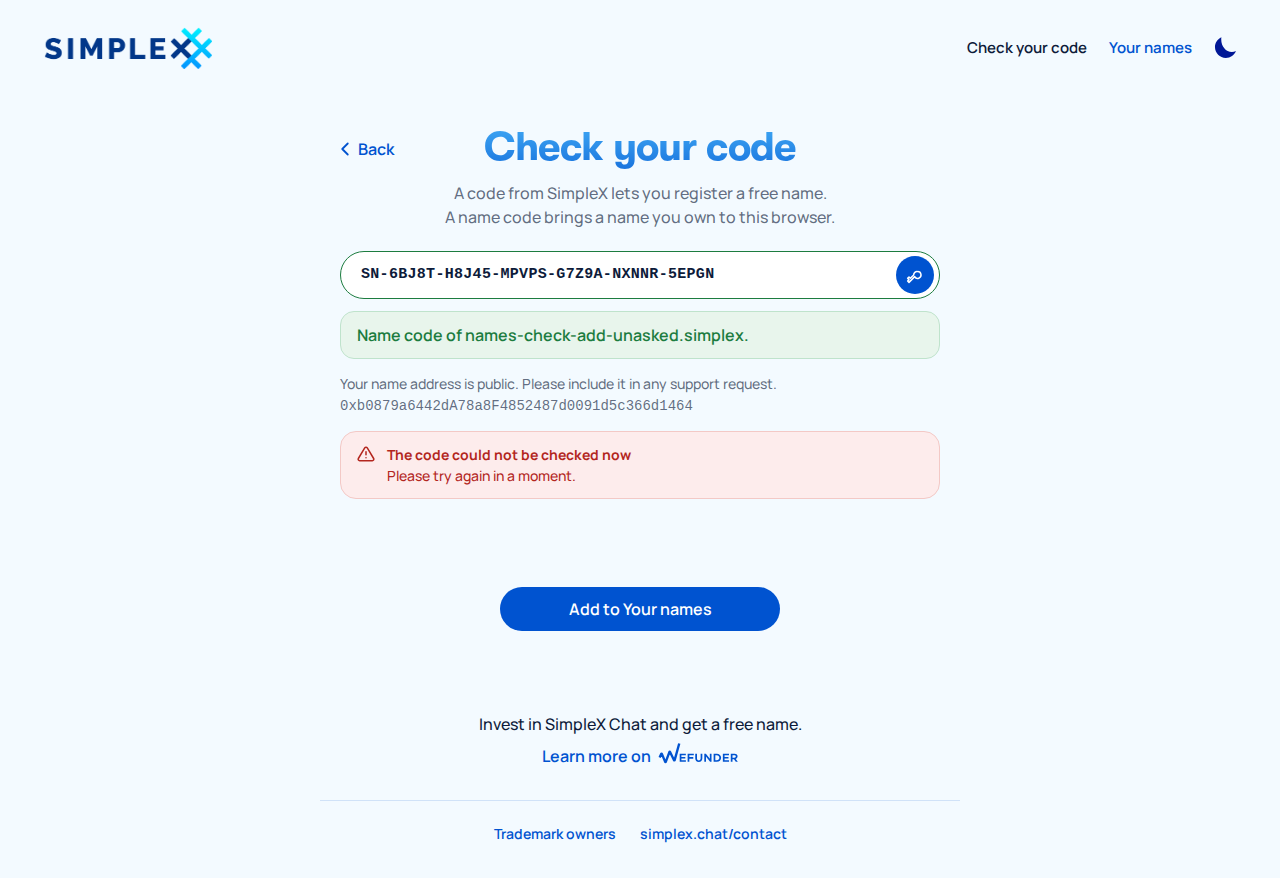 SIMPLEX
Check your code
Your names
Back
Check your code
A code from SimpleX lets you register a free name.
A name code brings a name you own to this browser.
SN-6BJ8T-H8J45-MPVPS-G7Z9A-NXNNR-5EPGN
Name code of names-check-add-unasked.simplex.
Your name address is public. Please include it in any support request.
0xb0879a6442dA78a8F4852487d0091d5c366d1464
The code could not be checked now
Please try again in a moment.
Add to Your names
Invest in SimpleX Chat and get a free name.
Learn more on WEFUNDER
Trademark owners
simplex.chat/contact